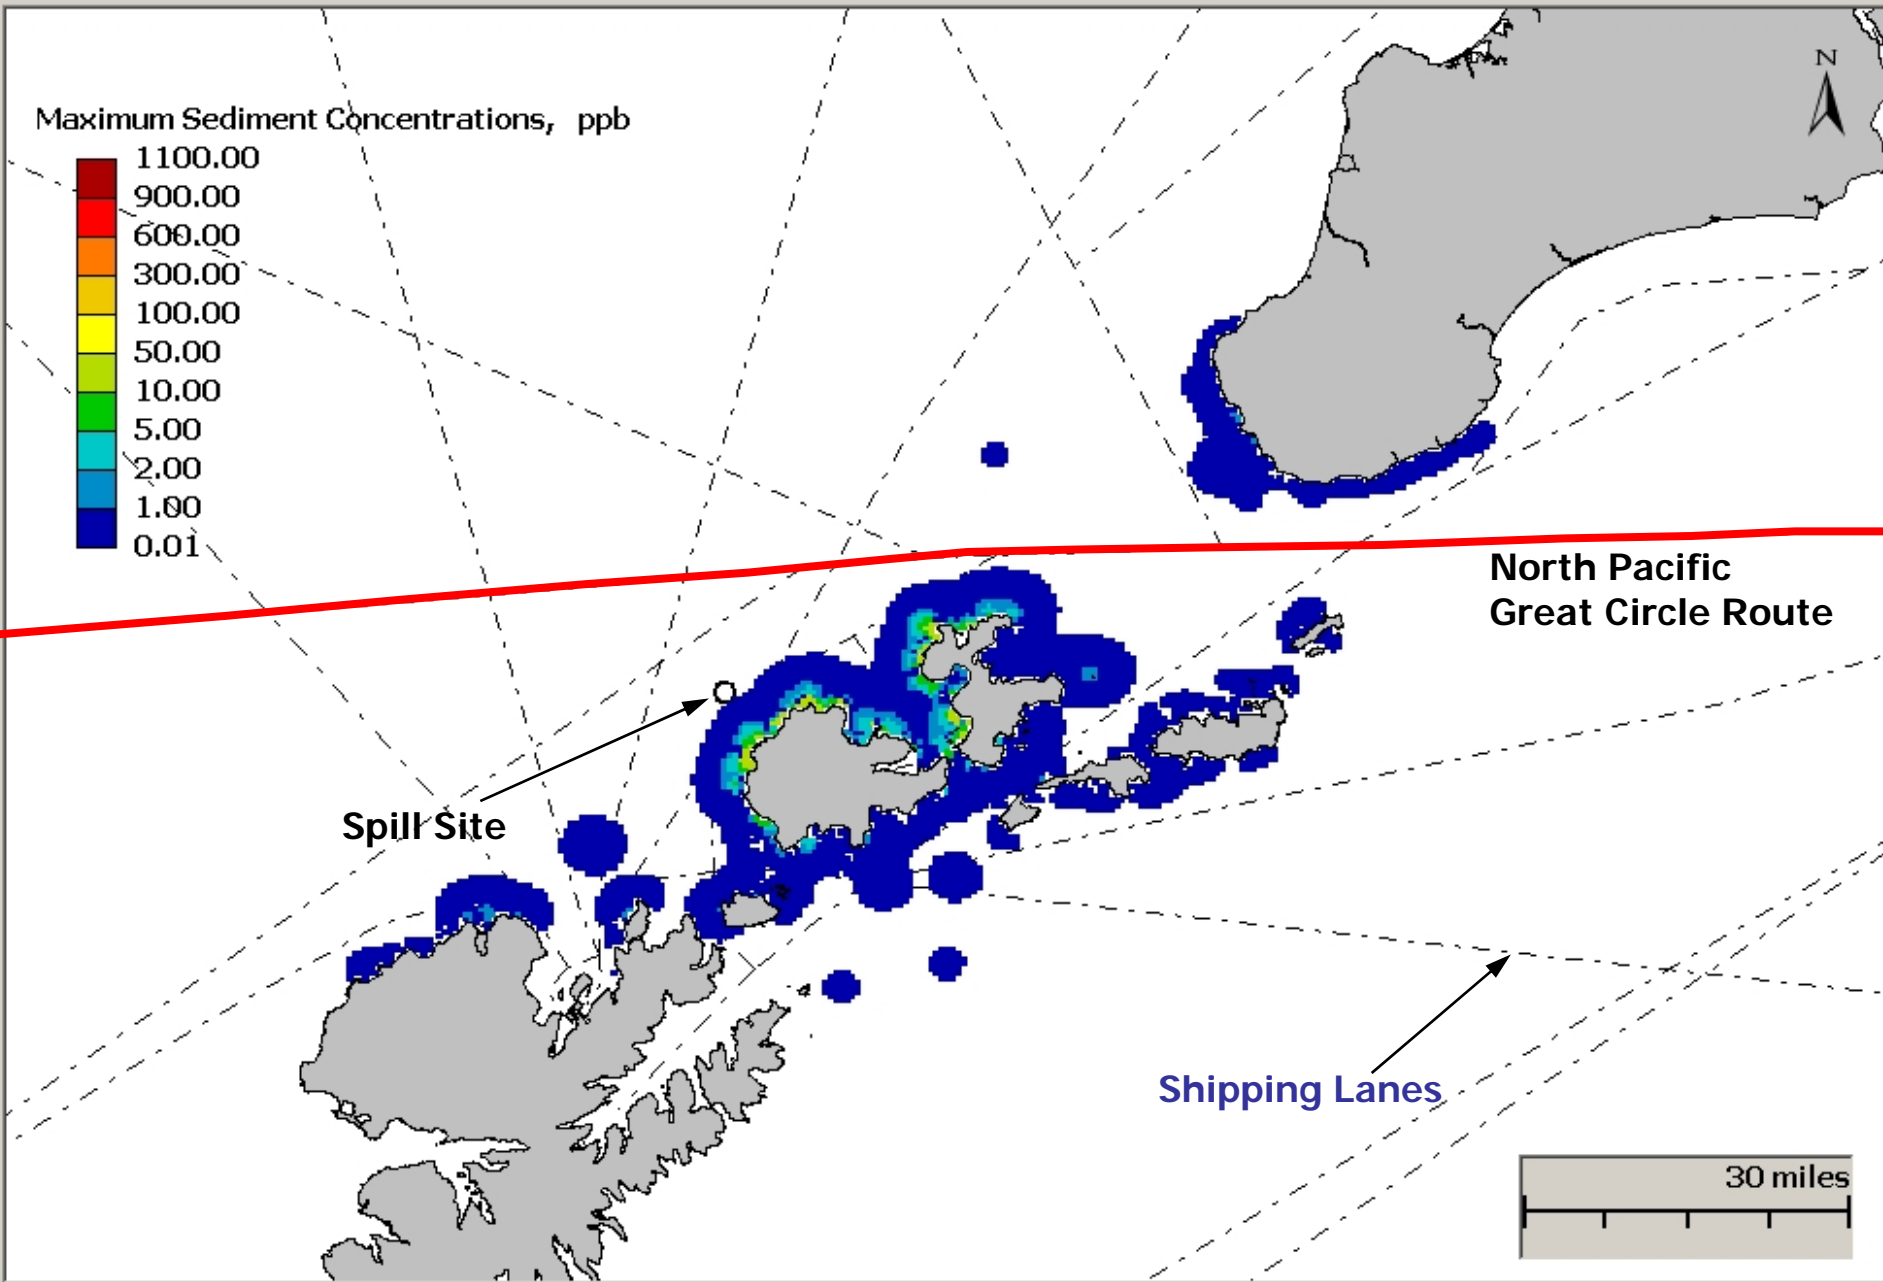 N
Maximum Sediment Concentrations, ppb
1100.00
900.00
600.00
300.00
100.00
50.00
10.00
5.00
2.00
1.00
0.01
North Pacific
Great Circle Route
Spill Site
Shipping Lanes
30 miles